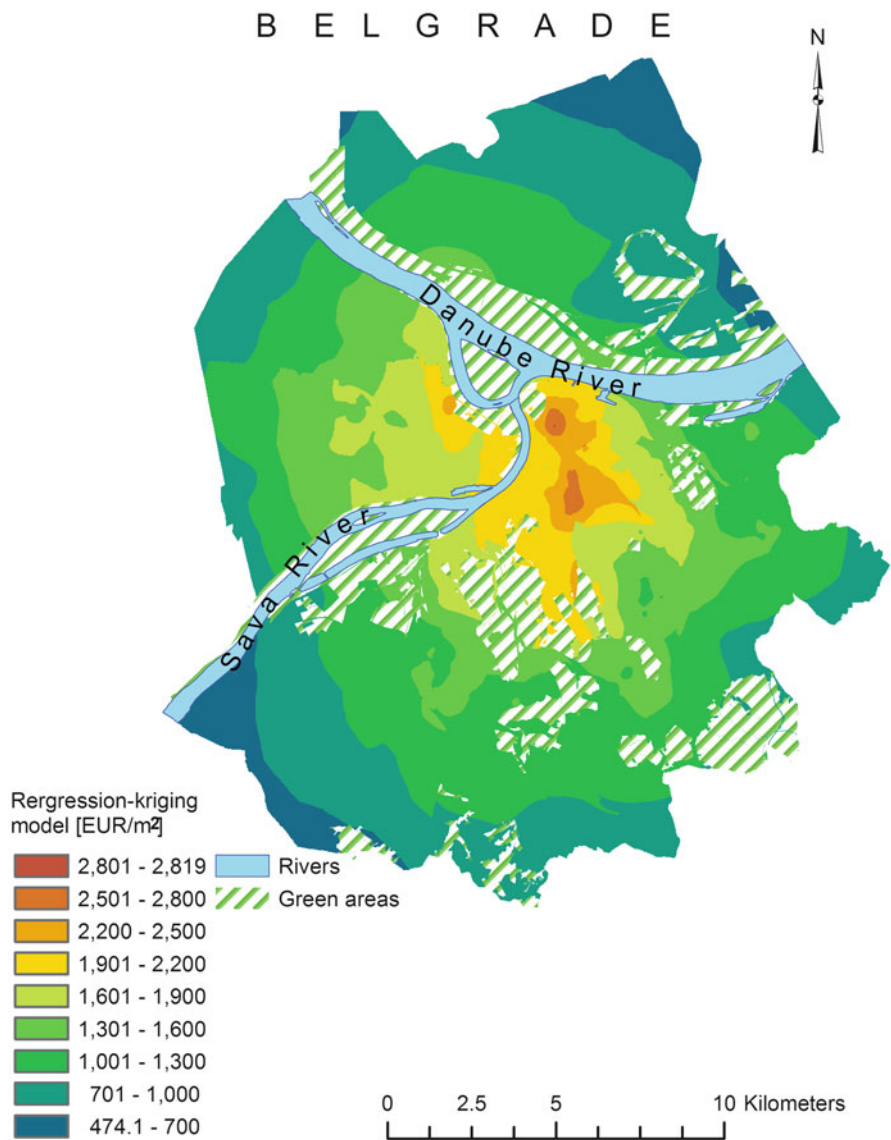 B E L G R A D E
N
Danube River
Sava River
Rergression-kriging
model [EUR/m²]
2,801 - 2,819
2,501 - 2,800
2,200 - 2,500
1,901 - 2,200
1,601 - 1,900
1,301 - 1,600
1,001 - 1,300
701 - 1,000
474.1 - 700
Rivers
Green areas
0 2.5 5 10 Kilometers